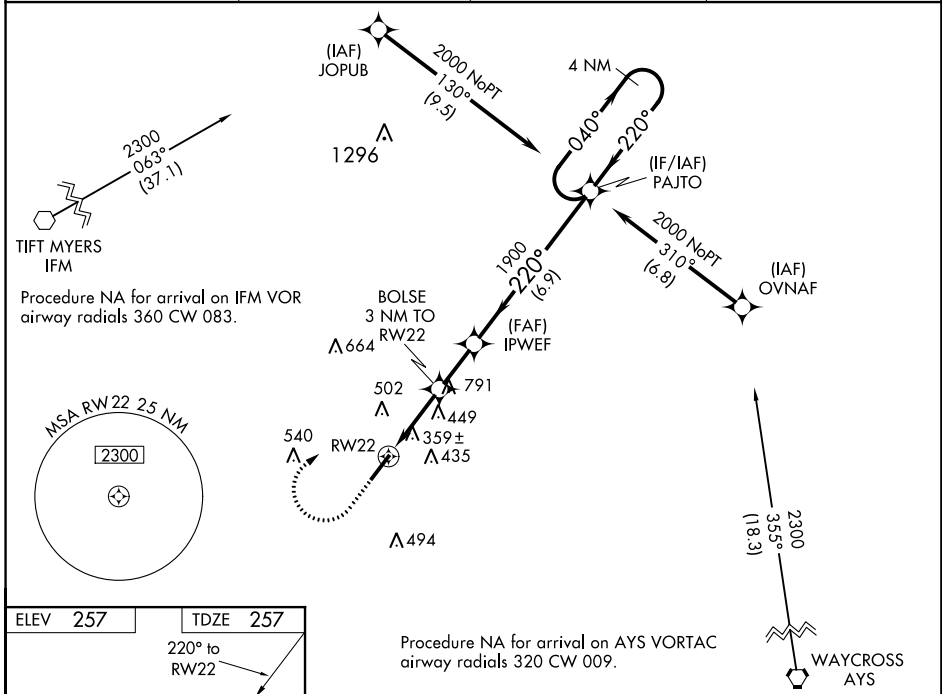 (IAF)
JOPUB
2000 NoPT
130°
(9.5)
4 NM
040°
220°
2300
063°
(37.1)
1296
(IF/IAF)
PAJTO
TIFT MYERS
IFM
2000 NoPT
310°
(6.8)
(IAF)
OVNAF
1900
220°
(6.9)
Procedure NA for arrival on IFM VOR
airway radials 360 CW 083.
BOLSE
3 NM TO
RW22
(FAF)
IPWEF
664
791
502
449
MSA RW22 25 NM
2300
540
RW22
359±
435
494
2300
355°
(18.3)
ELEV 257
TDZE 257
220° to
RW22
Procedure NA for arrival on AYS VORTAC
airway radials 320 CW 009.
WAYCROSS
AYS